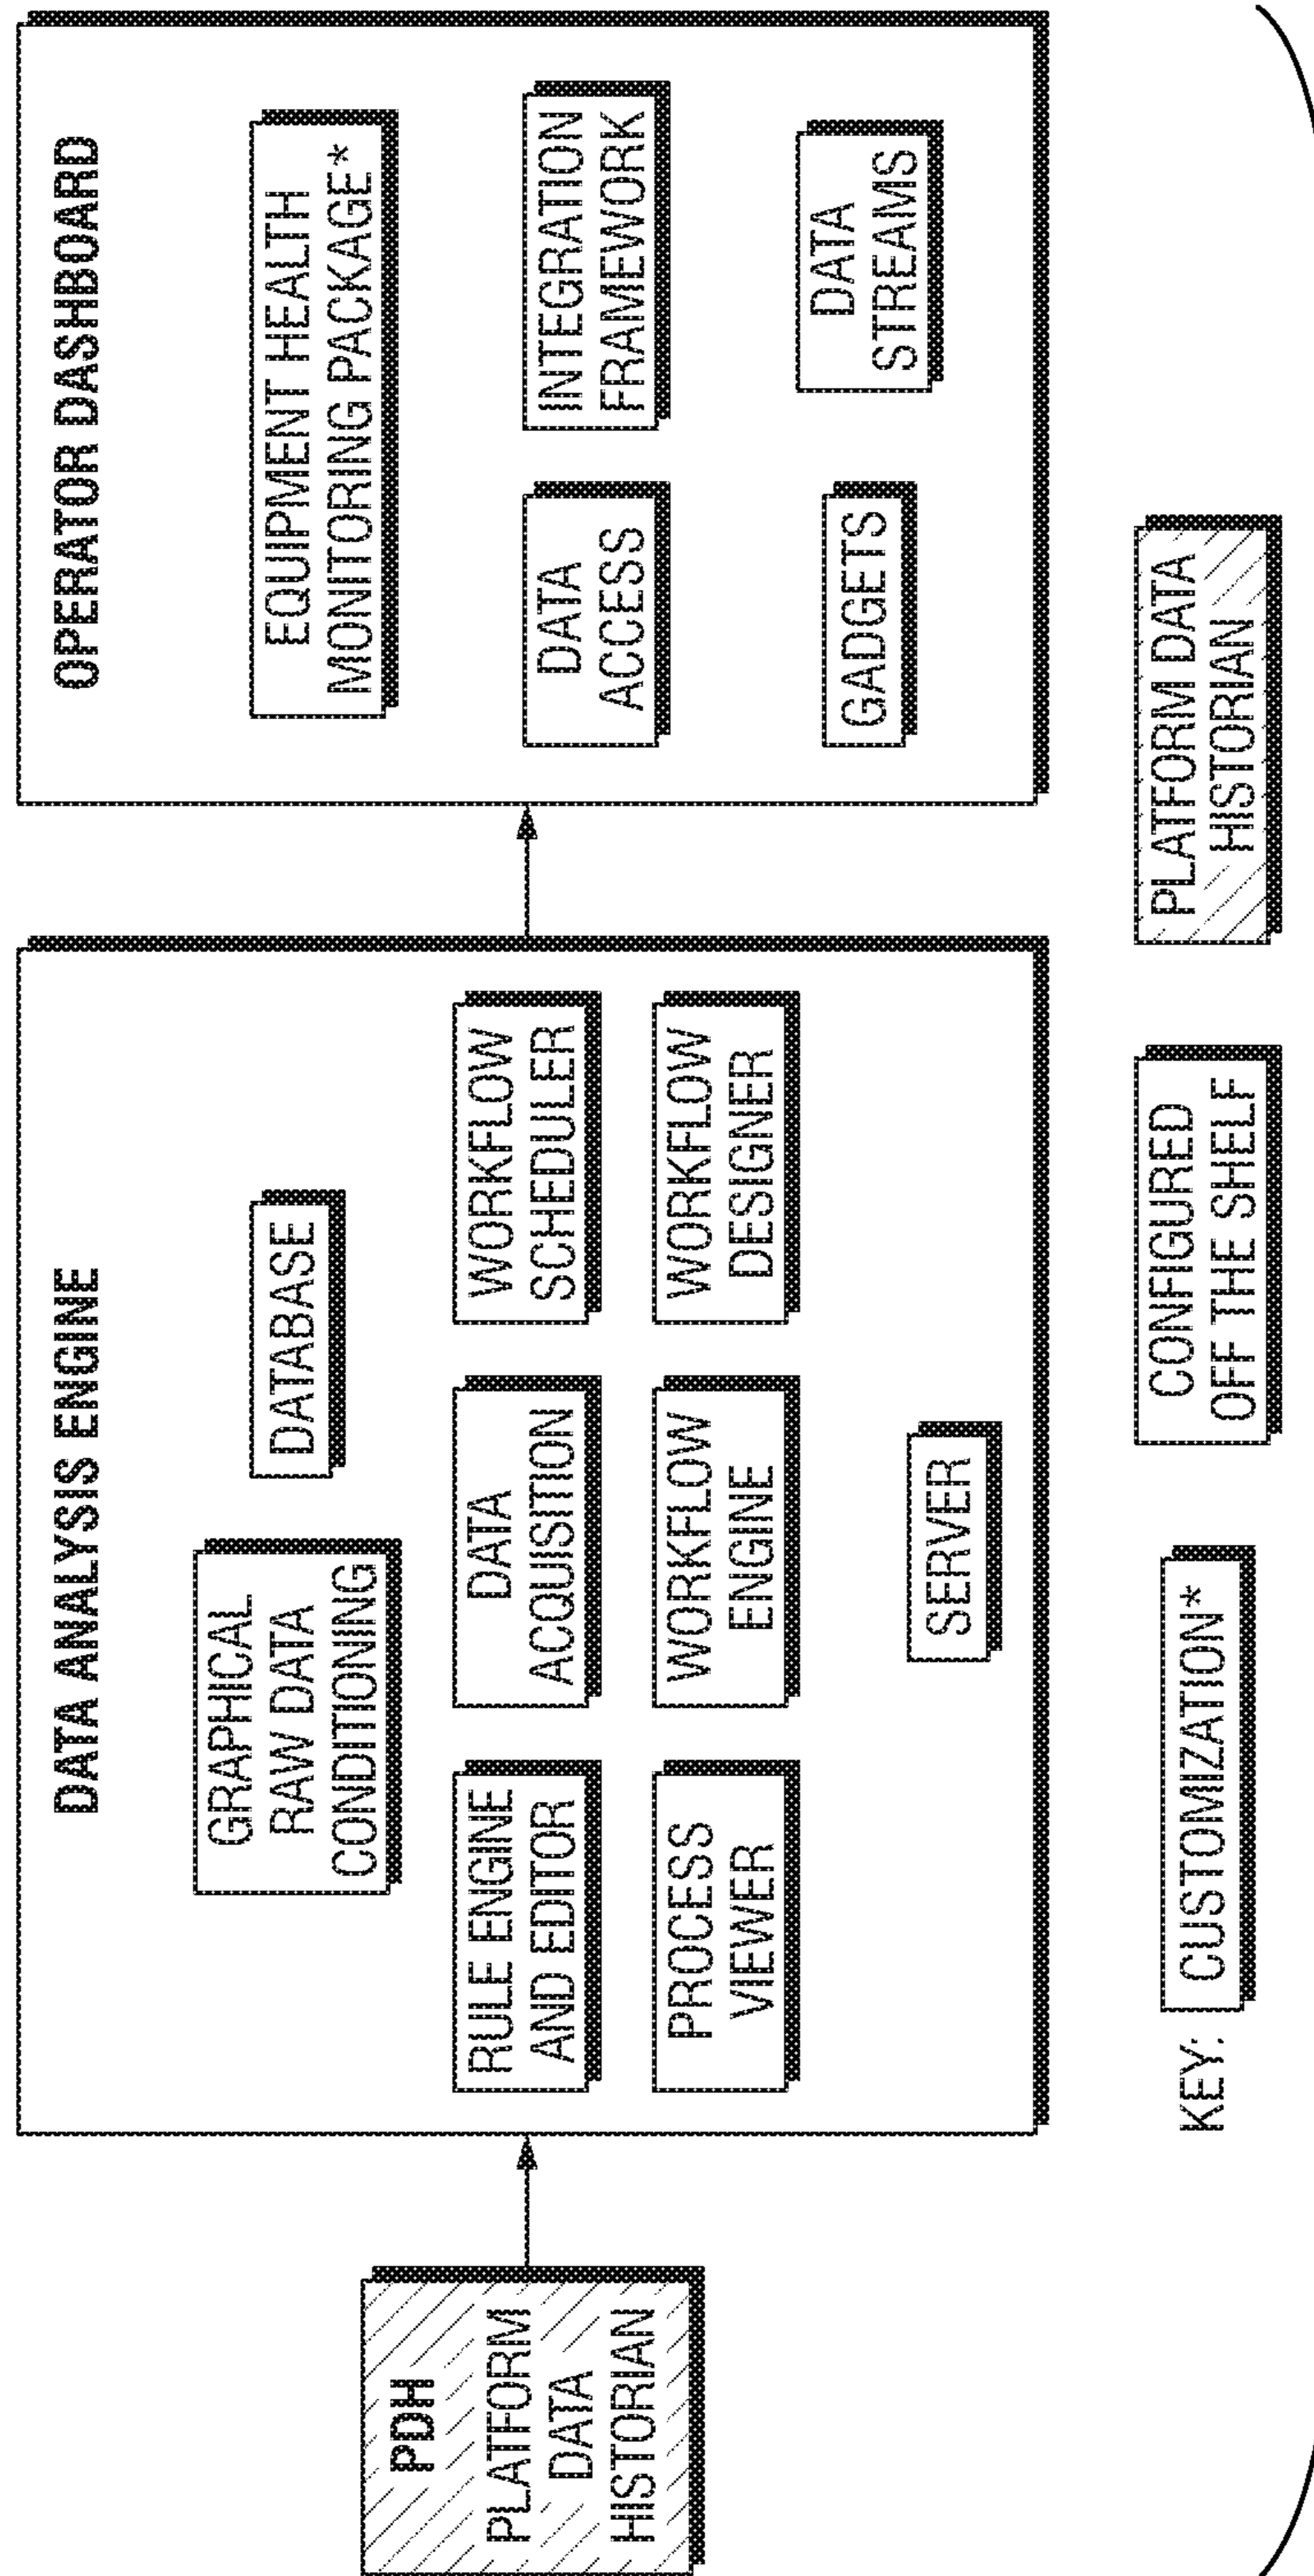 PDH
PLATFORM
DATA
HISTORIAN
DATA ANALYSIS ENGINE
GRAPHICAL
RAW DATA
CONDITIONING
DATABASE
RULE ENGINE
AND EDITOR
DATA
ACQUISITION
WORKFLOW
SCHEDULER
PROCESS
VIEWER
WORKFLOW
ENGINE
WORKFLOW
DESIGNER
SERVER
OPERATOR DASHBOARD
EQUIPMENT HEALTH
MONITORING PACKAGE*
DATA
ACCESS
INTEGRATION
FRAMEWORK
GADGETS
DATA
STREAMS
KEY:
CUSTOMIZATION*
CONFIGURED
OFF THE SHELF
PLATFORM DATA
HISTORIAN